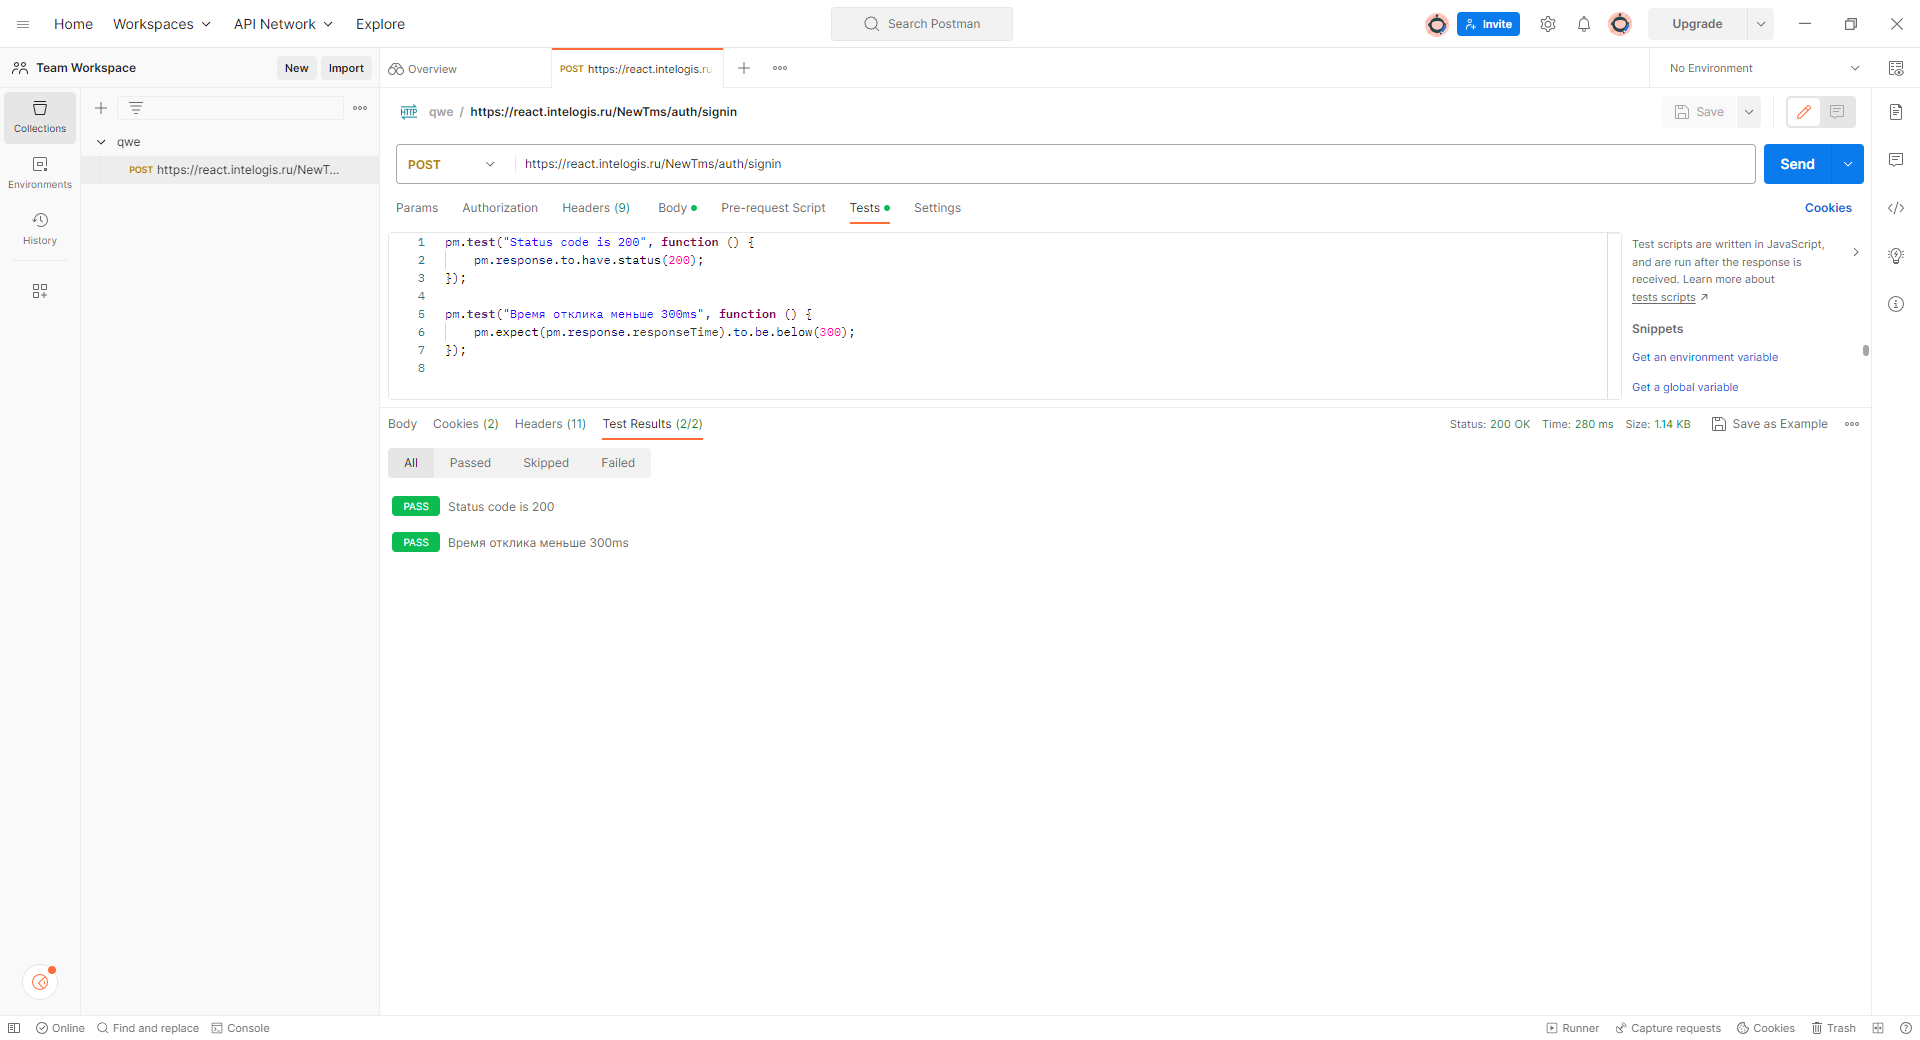 Home Workspaces API Network Explore Search Postman Invite Upgrade
Team Workspace New Import Overview POST https://react.intelogis.ru No Environment
Collections
qwe / https://react.intelogis.ru/NewTms/auth/signin Save
qwe
POST https://react.intelogis.ru/NewT...
POST https://react.intelogis.ru/NewTms/auth/signin Send
Environments
History
Params Authorization Headers (9) Body Pre-request Script Tests Settings Cookies
1 pm.test("Status code is 200", function () {
2 pm.response.to.have.status(200);
3 });
4
5 pm.test("Время отклика меньше 300ms", function () {
6 pm.expect(pm.response.responseTime).to.be.below(300);
7 });
8
Test scripts are written in JavaScript,
and are run after the response is
received. Learn more about
tests scripts ↗
Snippets
Get an environment variable
Get a global variable
Body Cookies (2) Headers (11) Test Results (2/2) Status: 200 OK Time: 280 ms Size: 1.14 KB Save as Example
All Passed Skipped Failed
PASS Status code is 200
PASS Время отклика меньше 300ms
Online Find and replace Console Runner Capture requests Cookies Trash